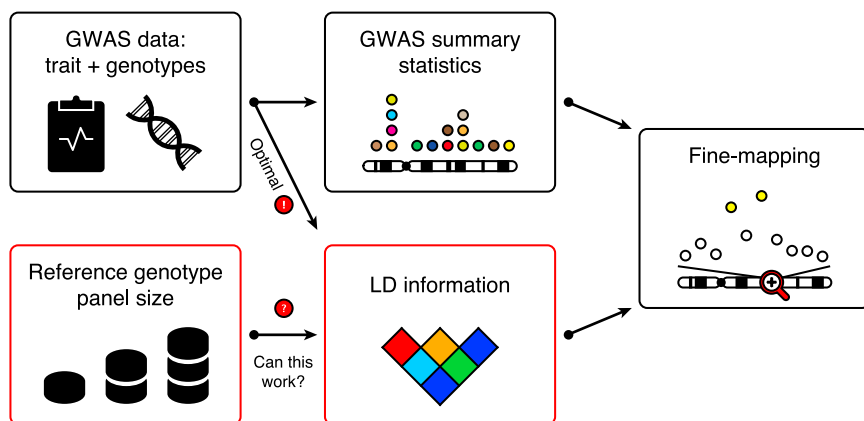 GWAS data:
trait + genotypes
GWAS summary
statistics
Optimal
!
Fine-mapping
Reference genotype
panel size
?
Can this
work?
LD information